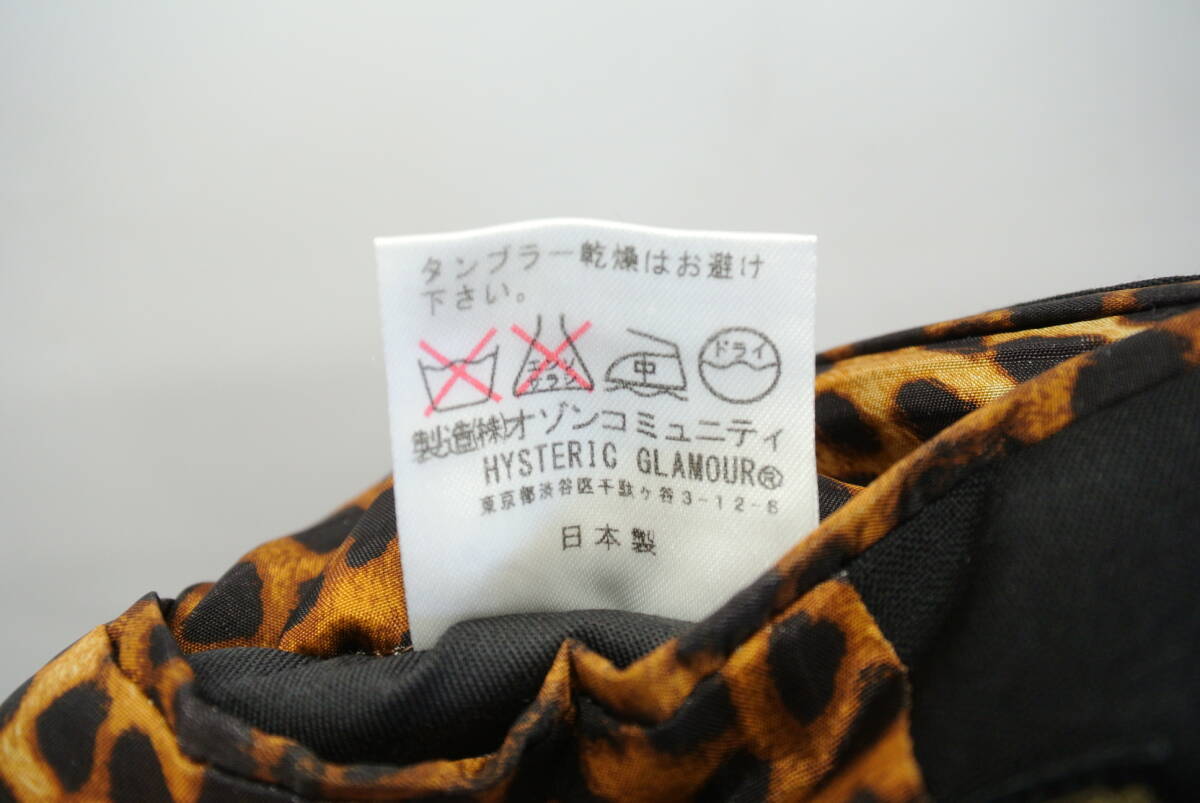 タンブラー乾燥はお避け
下さい。
エンソ
サラシ
中
ドライ
製造(株)オゾンコミュニティ
HYSTERIC GLAMOUR®
東京都渋谷区千駄ヶ谷3-12-8
日本製